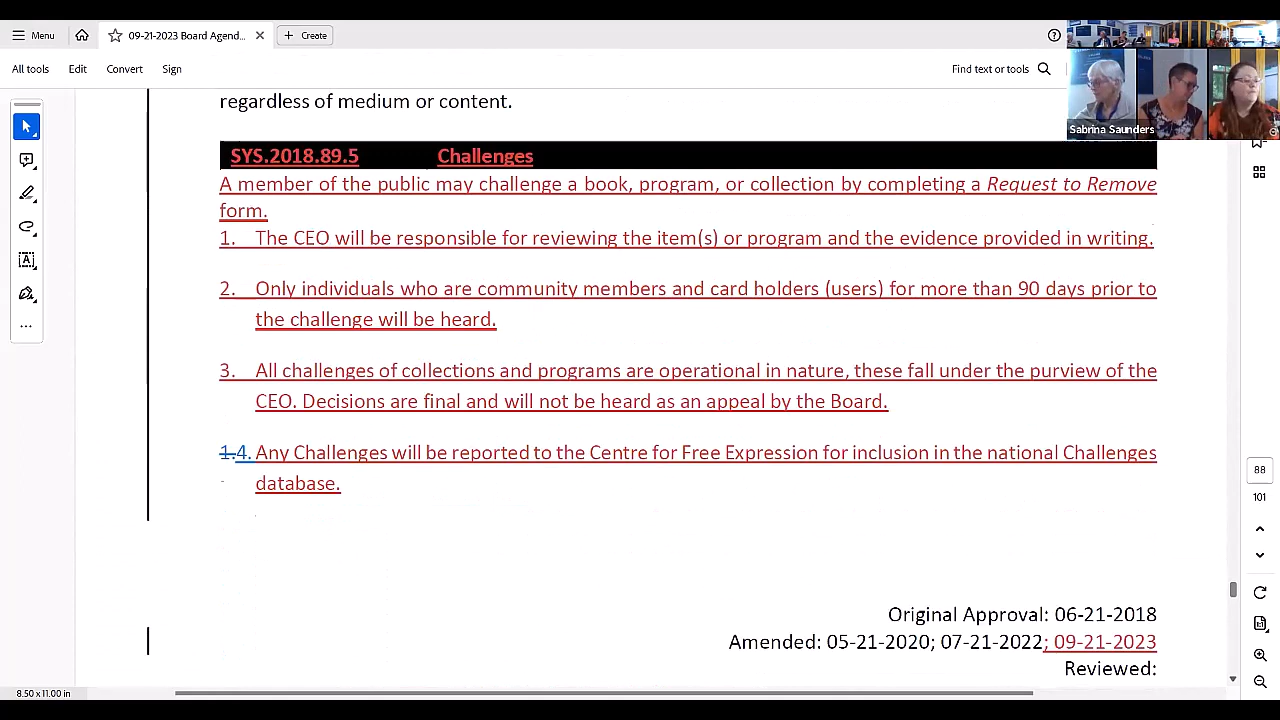 Menu
09-21-2023 Board Agend...
Create
All tools
Edit
Convert
Sign
Find text or tools
Sabrina Saunders
regardless of medium or content.
SYS.2018.89.5 Challenges
A member of the public may challenge a book, program, or collection by completing a Request to Remove
form.
1. The CEO will be responsible for reviewing the item(s) or program and the evidence provided in writing.
2. Only individuals who are community members and card holders (users) for more than 90 days prior to
the challenge will be heard.
3. All challenges of collections and programs are operational in nature, these fall under the purview of the
CEO. Decisions are final and will not be heard as an appeal by the Board.
1.4. Any Challenges will be reported to the Centre for Free Expression for inclusion in the national Challenges
database.
88
101
Original Approval: 06-21-2018
Amended: 05-21-2020; 07-21-2022; 09-21-2023
Reviewed:
8.50 x 11.00 in